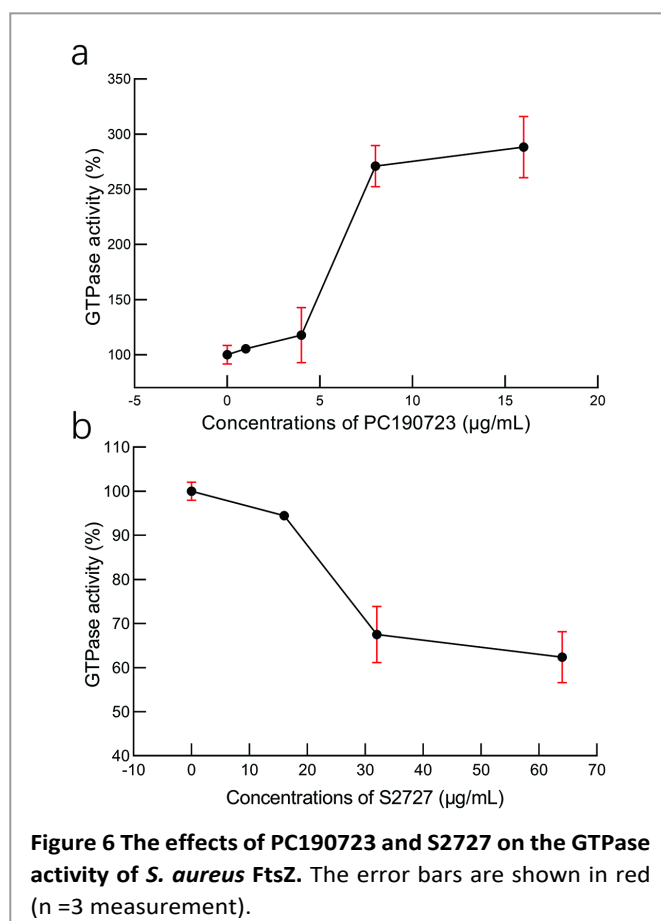 a
350
300
250
200
150
100
GTPase activity (%)
-5 0 5 10 15 20
Concentrations of PC190723 (µg/mL)
b
110
100
90
80
70
60
50
40
GTPase activity (%)
-10 0 10 20 30 40 50 60 70
Concentrations of S2727 (µg/mL)
Figure 6 The effects of PC190723 and S2727 on the GTPase
activity of S. aureus FtsZ. The error bars are shown in red
(n =3 measurement).